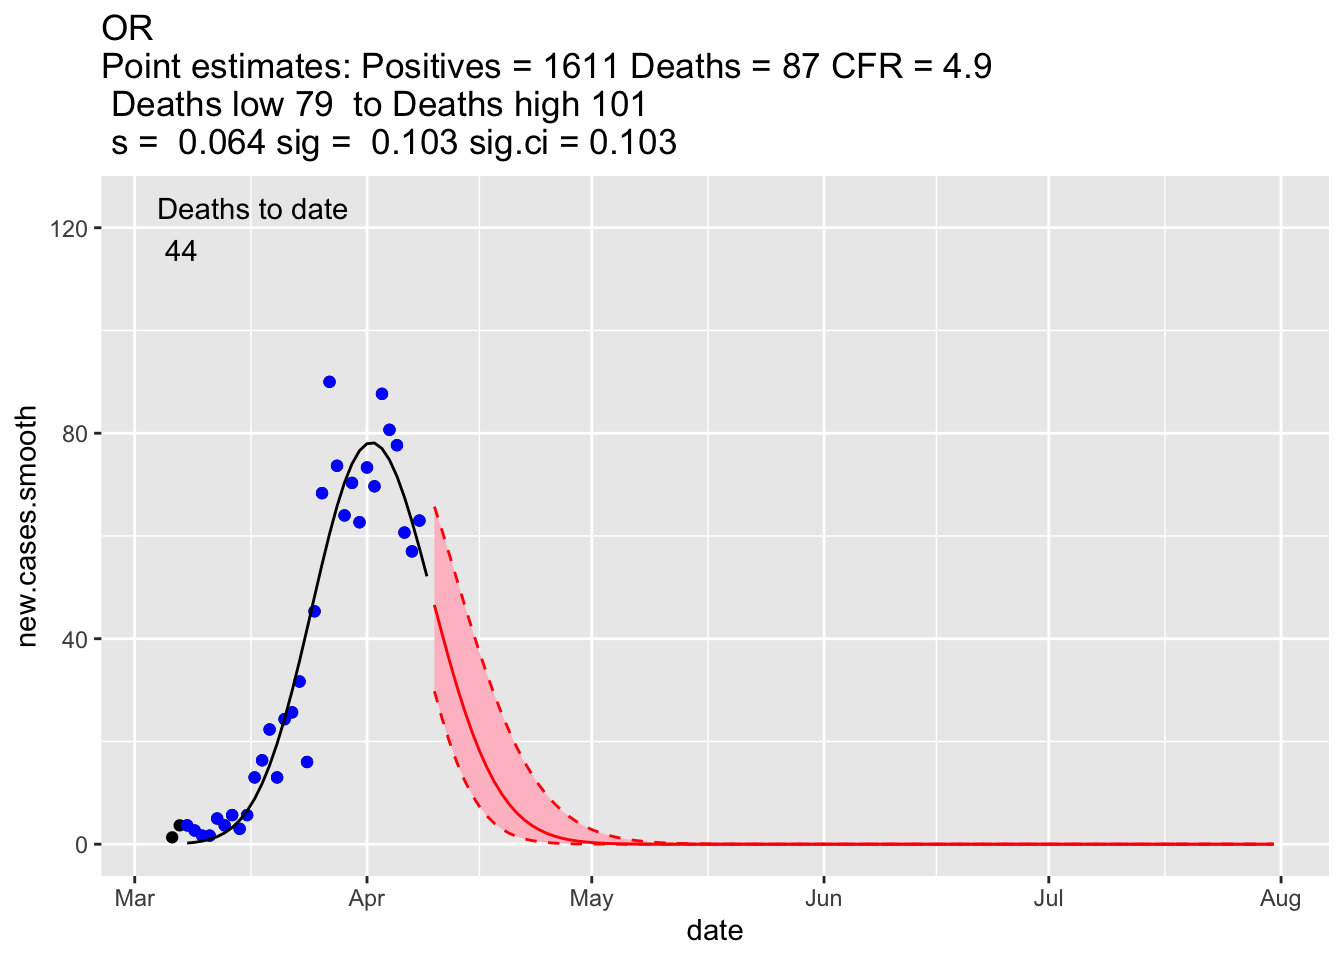 OR
Point estimates: Positives = 1611 Deaths = 87 CFR = 4.9
Deaths low 79 to Deaths high 101
s = 0.064 sig = 0.103 sig.ci = 0.103
Deaths to date
44
120
80
40
0
new.cases.smooth
Mar Apr May Jun Jul Aug
date